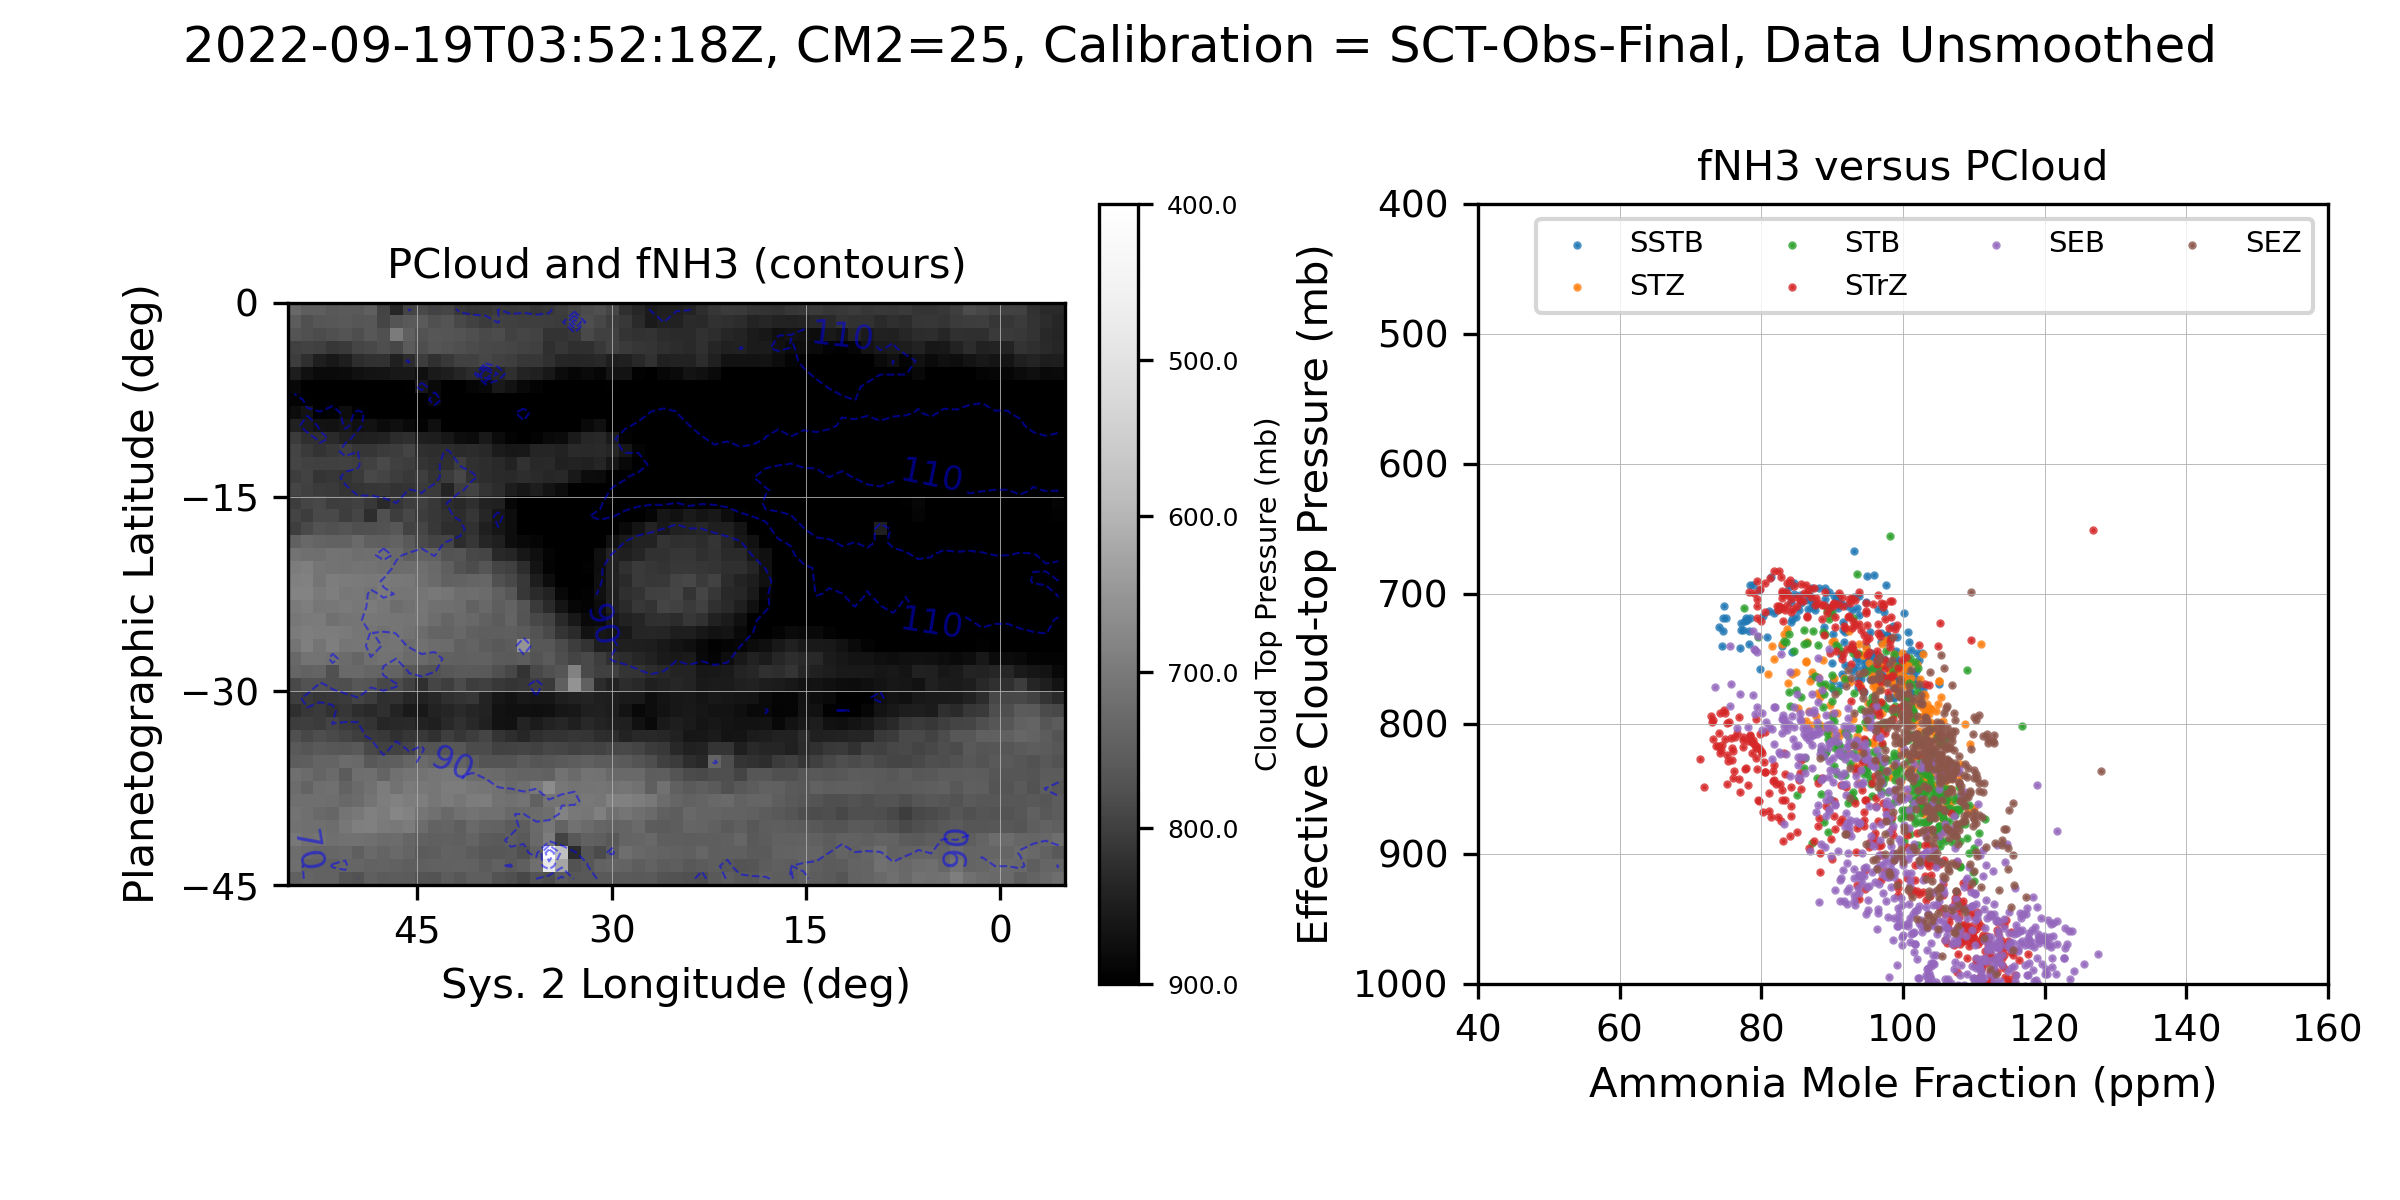 2022-09-19T03:52:18Z, CM2=25, Calibration = SCT-Obs-Final, Data Unsmoothed
PCloud and fNH3 (contours)
Planetographic Latitude (deg)
0
−15
−30
−45
45
30
15
0
Sys. 2 Longitude (deg)
110
110
110
90
90
90
70
400.0
500.0
600.0
700.0
800.0
900.0
Cloud Top Pressure (mb)
fNH3 versus PCloud
Effective Cloud-top Pressure (mb)
400
500
600
700
800
900
1000
SSTB
STB
SEB
SEZ
STZ
STrZ
40
60
80
100
120
140
160
Ammonia Mole Fraction (ppm)